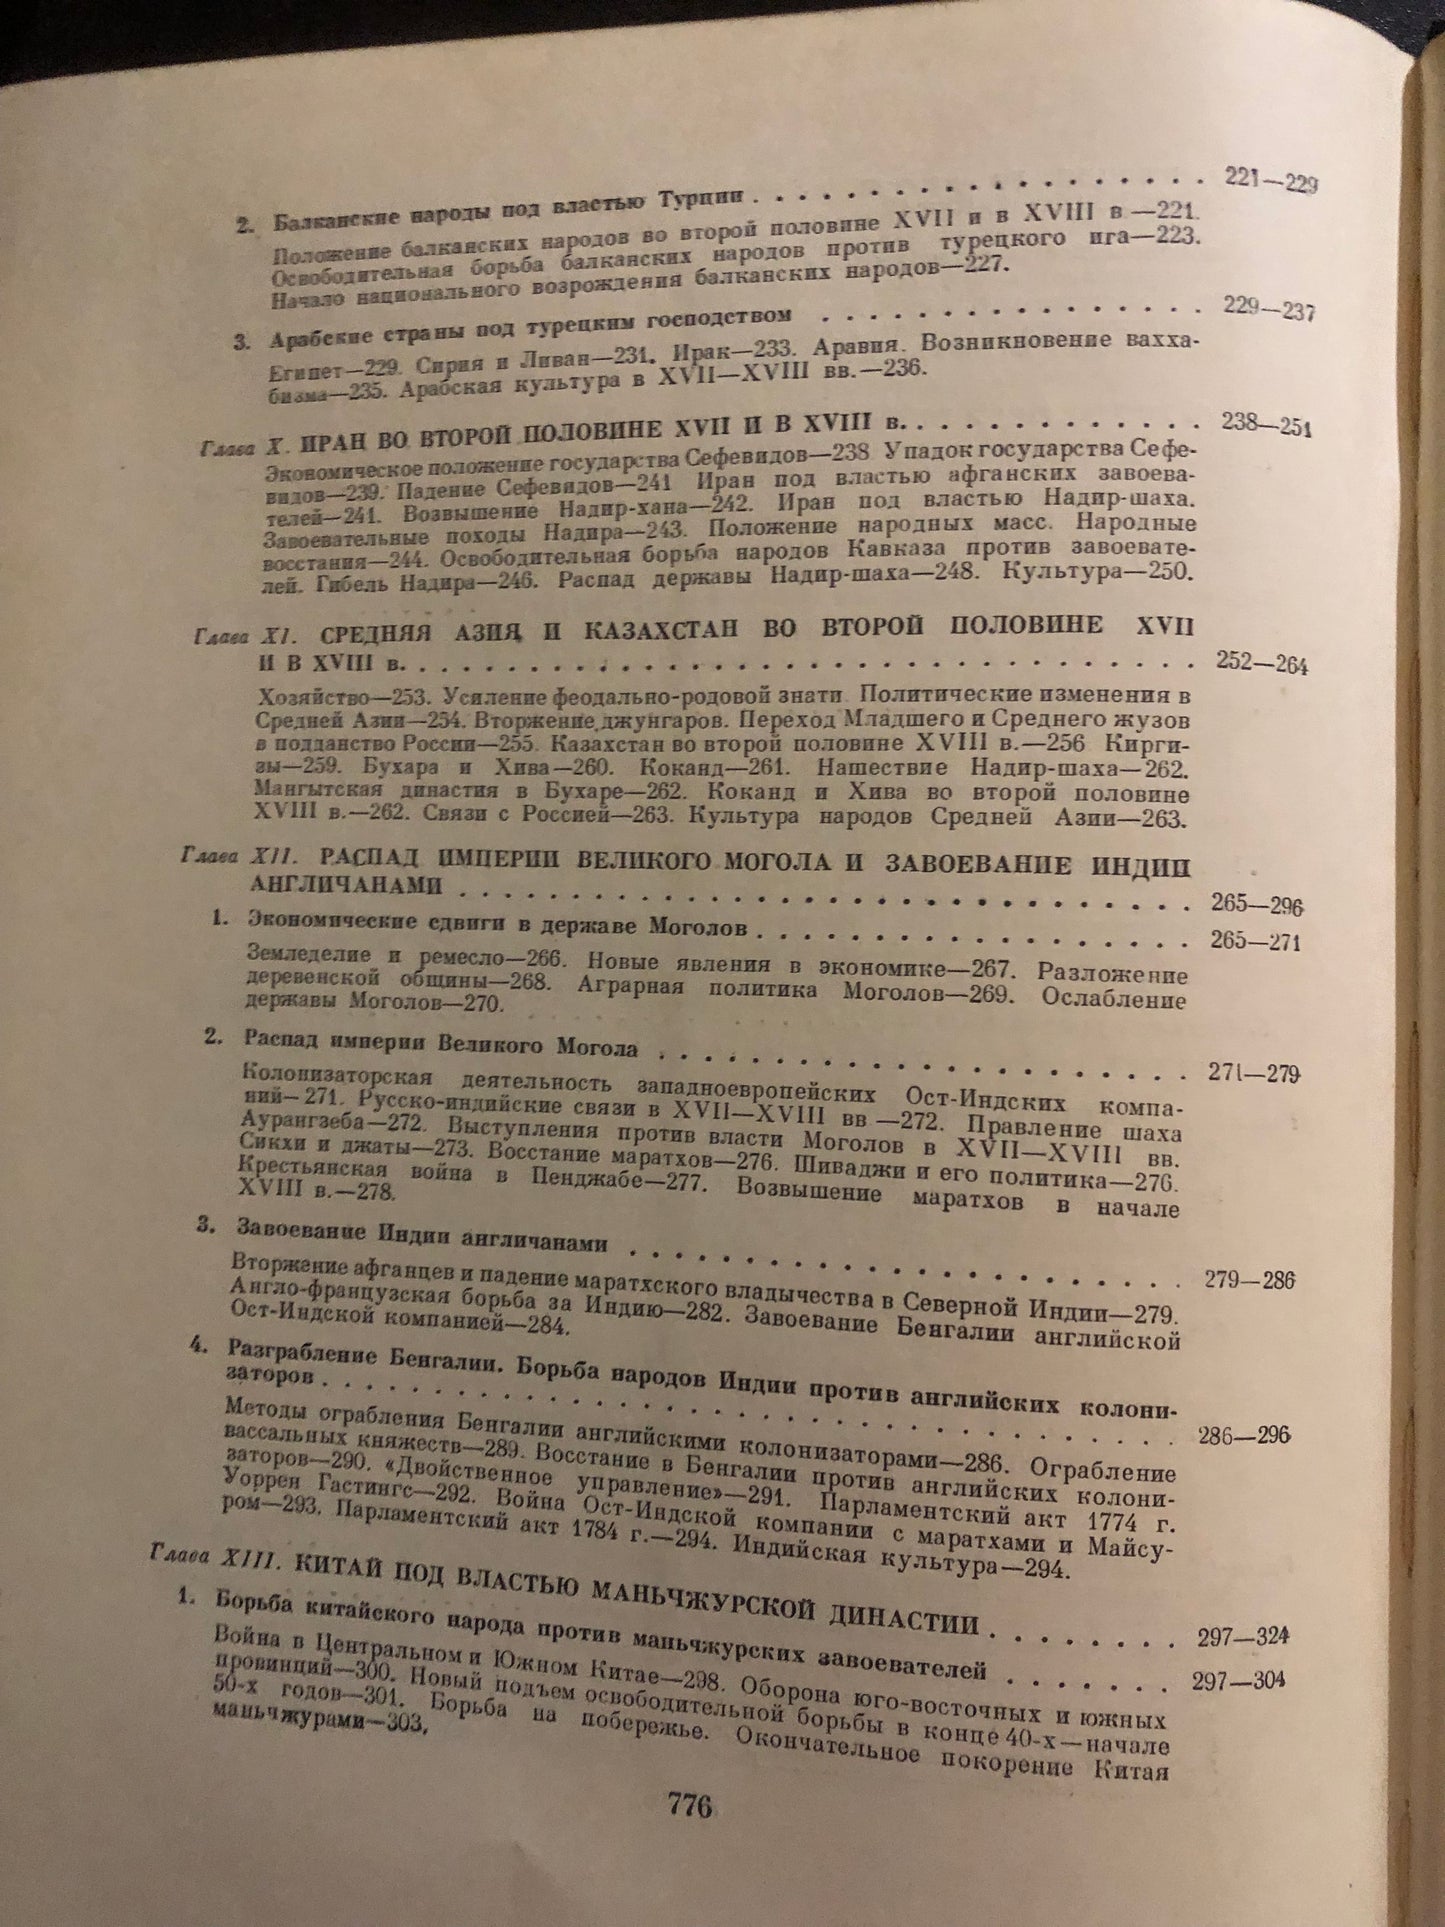 2. Балканские народы под властью Турции . . . . . . . . . . . . . . . . . . . 221—229
Положение балканских народов во второй половине XVII и в XVIII в —221.
Освободительная борьба балканских народов против турецкого ига—223.
Начало национального возрождения балканских народов—227.
3. Арабские страны под турецким господством . . . . . . . . . . . . . . . . 229—237
Египет—229. Сирия и Ливан—231. Ирак—233. Аравия. Возникновение вахха-
бизма—235. Арабская культура в XVII—XVIII вв.—236.
Глава X. ИРАН ВО ВТОРОЙ ПОЛОВИНЕ XVII И В XVIII в. . . . . . . . . . . . . 238—251
Экономическое положение государства Сефевидов—238 Упадок государства Сефе-
видов—239. Падение Сефевидов—241 Иран под властью афганских завоева-
телей—241. Возвышение Надир-хана—242. Иран под властью Надир-шаха.
Завоевательные походы Надира—243. Положение народных масс. Народные
восстания—244. Освободительная борьба народов Кавказа против завоевате-
лей. Гибель Надира—246. Распад державы Надир-шаха—248. Культура—250.
Глава XI. СРЕДНЯЯ АЗИЯ И КАЗАХСТАН ВО ВТОРОЙ ПОЛОВИНЕ XVII
И В XVIII в. . . . . . . . . . . . . . . . . . . . . . . . . . . . . . . . . . . 252—264
Хозяйство—253. Усиление феодально-родовой знати Политические изменения в
Средней Азии—254. Вторжение джунгаров. Переход Младшего и Среднего жузов
в подданство России—255. Казахстан во второй половине XVIII в.—256 Кирги-
зы—259. Бухара и Хива—260. Коканд—261. Нашествие Надир-шаха—262.
Мангытская династия в Бухаре—262. Коканд и Хива во второй половине
XVIII в.—262. Связи с Россией—263. Культура народов Средней Азии—263.
Глава XII. РАСПАД ИМПЕРИИ ВЕЛИКОГО МОГОЛА И ЗАВОЕВАНИЕ ИНДИИ
АНГЛИЧАНАМИ . . . . . . . . . . . . . . . . . . . . . . . . . . . . . . . . 265—296
1. Экономические сдвиги в державе Моголов . . . . . . . . . . . . . . . . . . . 265—271
Земледелие и ремесло—266. Новые явления в экономике—267. Разложение
деревенской общины—268. Аграрная политика Моголов—269. Ослабление
державы Моголов—270.
2. Распад империи Великого Могола . . . . . . . . . . . . . . . . . . . . . . . 271—279
Колонизаторская деятельность западноевропейских Ост-Индских компа-
ний—271. Русско-индийские связи в XVII—XVIII вв —272. Правление шаха
Аурангзеба—272. Выступления против власти Моголов в XVII—XVIII вв.
Сикхи и джаты—273. Восстание маратхов—276. Шиваджи и его политика—276.
Крестьянская война в Пенджабе—277. Возвышение маратхов в начале
XVIII в.—278.
3. Завоевание Индии англичанами . . . . . . . . . . . . . . . . . . . . . . . . 279—286
Вторжение афганцев и падение маратхского владычества в Северной Индии—279.
Англо-французская борьба за Индию—282. Завоевание Бенгалии английской
Ост-Индской компанией—284.
4. Разграбление Бенгалии. Борьба народов Индии против английских колони-
заторов . . . . . . . . . . . . . . . . . . . . . . . . . . . . . . . . . . . . 286—296
Методы ограбления Бенгалии английскими колонизаторами—286. Ограбление
вассальных княжеств—289. Восстание в Бенгалии против английских колони-
заторов—290. «Двойственное управление»—291. Парламентский акт 1774 г.
Уоррен Гастингс—292. Война Ост-Индской компании с маратхами и Майсу-
ром—293. Парламентский акт 1784 г.—294. Индийская культура—294.
Глава XIII. КИТАЙ ПОД ВЛАСТЬЮ МАНЬЧЖУРСКОЙ ДИНАСТИИ . . . . . . . . 297—324
1. Борьба китайского народа против маньчжурских завоевателей . . . . . . . 297—304
Война в Центральном и Южном Китае—298. Оборона юго-восточных и южных
провинций—300. Новый подъем освободительной борьбы в конце 40-х—начале
50-х годов—301. Борьба на побережье. Окончательное покорение Китая
маньчжурами—303.
776